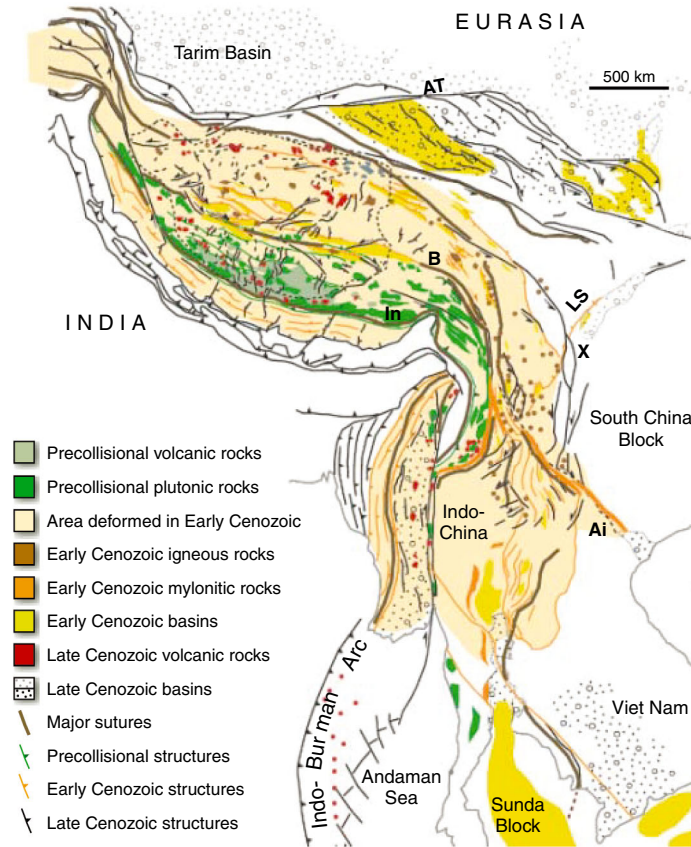 EURASIA
Tarim Basin
500 km
AT
B
LS
In
INDIA
X
South China
Block
Precollisional volcanic rocks
Precollisional plutonic rocks
Area deformed in Early Cenozoic
Early Cenozoic igneous rocks
Early Cenozoic mylonitic rocks
Early Cenozoic basins
Late Cenozoic volcanic rocks
Late Cenozoic basins
Major sutures
Precollisional structures
Early Cenozoic structures
Late Cenozoic structures
Indo-
China
Ai
Indo-Burman Arc
Viet Nam
Andaman
Sea
Sunda
Block